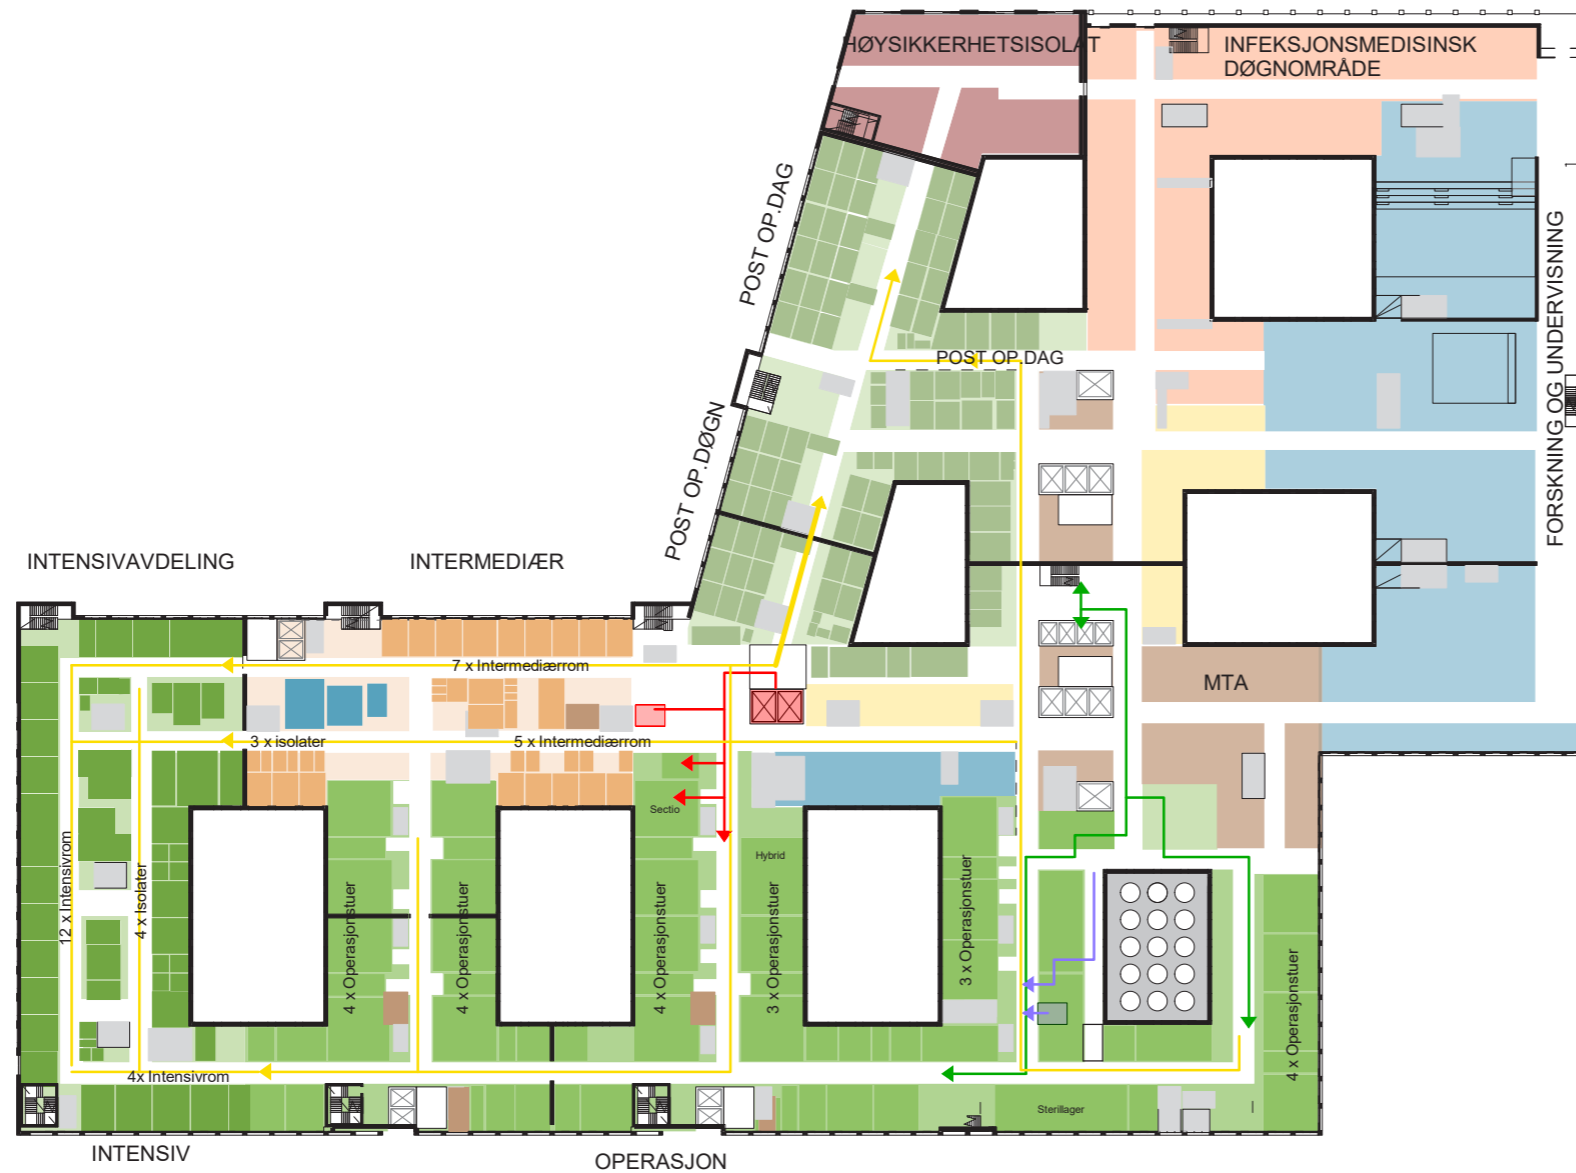 HØYSIKKERHETSISOLAT
INFEKSJONSMEDISINSK
DØGNOMRÅDE
POST OP.DAG
POST OP.DAG
POST OP.DØGN
FORSKNING OG UNDERVISNING
INTENSIVAVDELING
INTERMEDIÆR
7 x Intermediærrom
MTA
3 x isolater
5 x Intermediærrom
Sectio
Hybrid
12 x Intensivrom
4 x Isolater
4 x Operasjonstuer
4 x Operasjonstuer
4 x Operasjonstuer
3 x Operasjonstuer
3 x Operasjonstuer
4 x Operasjonstuer
4x Intensivrom
Sterillager
INTENSIV
OPERASJON